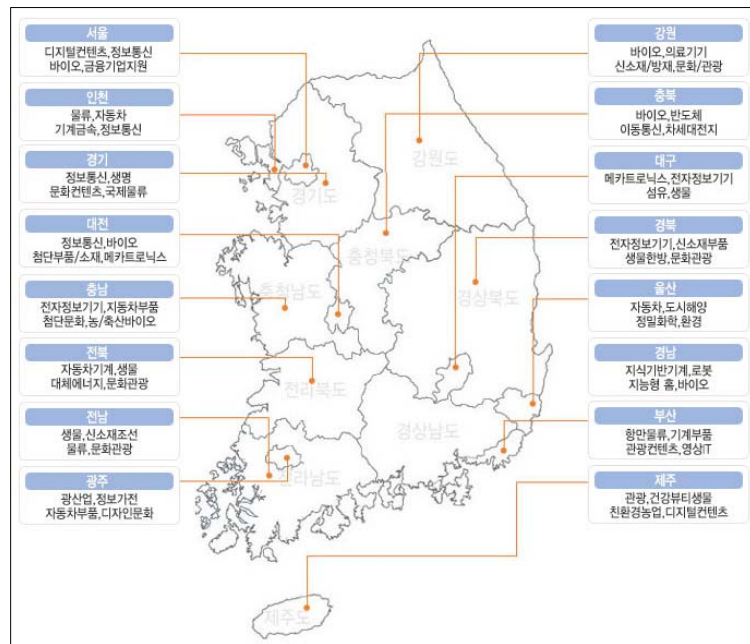 서울
디지털컨텐츠,정보통신
바이오,금융기업지원
인천
물류,자동차
기계금속,정보통신
경기
정보통신,생명
문화컨텐츠,국제물류
대전
정보통신,바이오
첨단부품/소재,메카트로닉스
충남
전자정보기기,지동차부품
첨단문화,농/축산바이오
전북
자동차기계,생물
대체에너지,문화관광
전남
생물,신소재조선
물류,문화관광
광주
광산업,정보가전
자동차부품,디자인문화
강원도
경기도
충청북도
충청남도
경상북도
전라북도
경상남도
전라남도
제주도
강원
바이오,의료기기
신소재/방재,문화/관광
충북
바이오,반도체
이동통신,차세대전지
대구
메카트로닉스,전자정보기기
섬유,생물
경북
전자정보기기,신소재부품
생물한방,문화관광
울산
자동차,도시해양
정밀화학,환경
경남
지식기반기계,로봇
지능형 홈,바이오
부산
항만물류,기계부품
관광컨텐츠,영상IT
제주
관광,건강뷰티생물
친환경농업,디지털컨텐츠